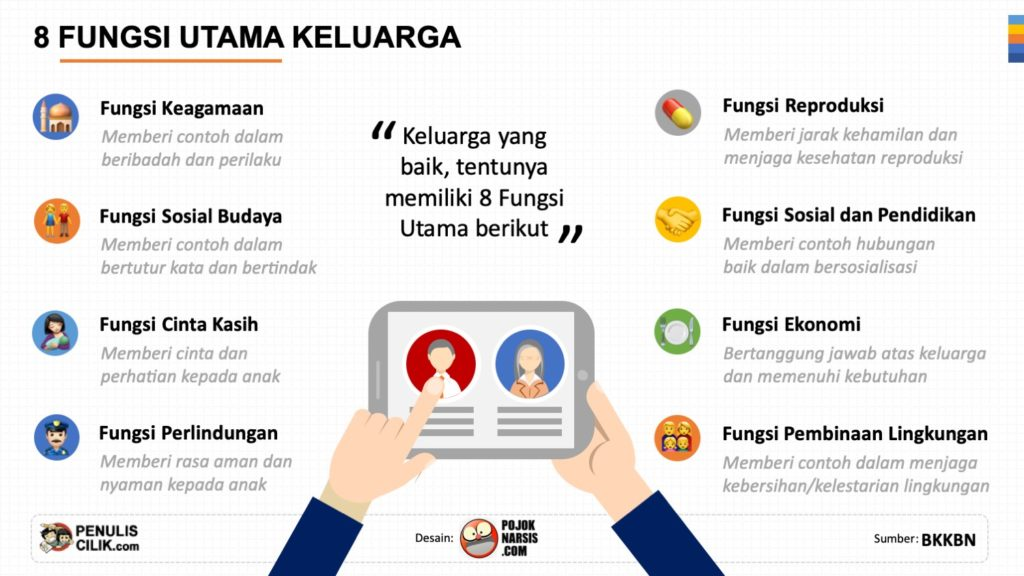 8 FUNGSI UTAMA KELUARGA
Fungsi Keagamaan
Memberi contoh dalam
beribadah dan perilaku
Fungsi Sosial Budaya
Memberi contoh dalam
bertutur kata dan bertindak
Fungsi Cinta Kasih
Memberi cinta dan
perhatian kepada anak
Fungsi Perlindungan
Memberi rasa aman dan
nyaman kepada anak
“ Keluarga yang
baik, tentunya
memiliki 8 Fungsi
Utama berikut ”
Fungsi Reproduksi
Memberi jarak kehamilan dan
menjaga kesehatan reproduksi
Fungsi Sosial dan Pendidikan
Memberi contoh hubungan
baik dalam bersosialisasi
Fungsi Ekonomi
Bertanggung jawab atas keluarga
dan memenuhi kebutuhan
Fungsi Pembinaan Lingkungan
Memberi contoh dalam menjaga
kebersihan/kelestarian lingkungan
PENULIS
CILIK.com
Desain:
POJOK
NARSIS
.COM
Sumber: BKKBN